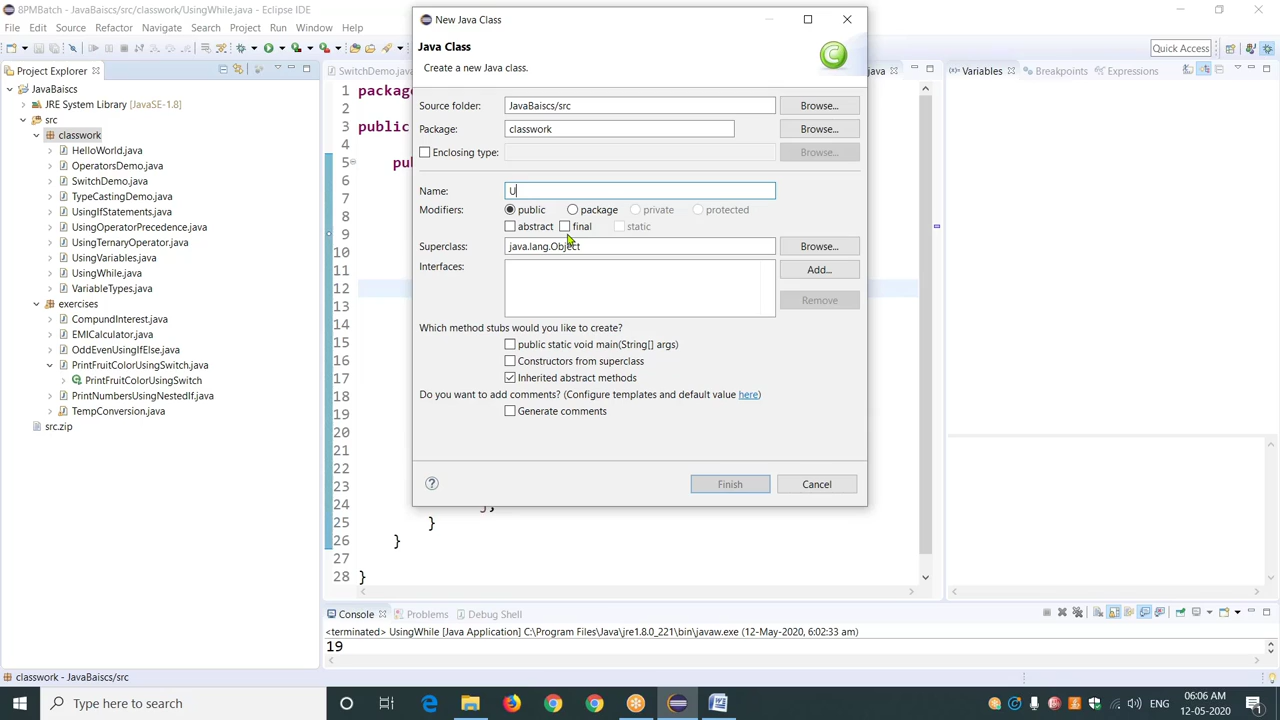 8PMBatch - JavaBaiscs/src/classwork/UsingWhile.java - Eclipse IDE
File Edit Source Refactor Navigate Search Project Run Window Help
Quick Access
New Java Class
Java Class
Create a new Java class.
Source folder: JavaBaiscs/src Browse...
Package: classwork Browse...
Enclosing type: Browse...
Name: U
Modifiers: public package private protected
abstract final static
Superclass: java.lang.Object Browse...
Interfaces: Add...
Remove
Which method stubs would you like to create?
public static void main(String[] args)
Constructors from superclass
Inherited abstract methods
Do you want to add comments? (Configure templates and default value here)
Generate comments
? Finish Cancel
Project Explorer
JavaBaiscs
JRE System Library [JavaSE-1.8]
src
classwork
HelloWorld.java
OperatorsDemo.java
SwitchDemo.java
TypeCastingDemo.java
UsingIfStatements.java
UsingOperatorPrecedence.java
UsingTernaryOperator.java
UsingVariables.java
UsingWhile.java
VariableTypes.java
exercises
CompundInterest.java
EMICalculator.java
OddEvenUsingIfElse.java
PrintFruitColorUsingSwitch.java
PrintFruitColorUsingSwitch
PrintNumbersUsingNestedIf.java
TempConversion.java
src.zip
SwitchDemo.java
java
1 packag
2
3 public
4
5 pu
6
7
8
9
10
11
12
13
14
15
16
17
18
19
20
21
22
23
24
25 }
26 }
27
28 }
Variables Breakpoints Expressions
Console Problems Debug Shell
<terminated> UsingWhile [Java Application] C:\Program Files\Java\jre1.8.0_221\bin\javaw.exe (12-May-2020, 6:02:33 am)
19
classwork - JavaBaiscs/src
Type here to search
ENG
06:06 AM
12-05-2020